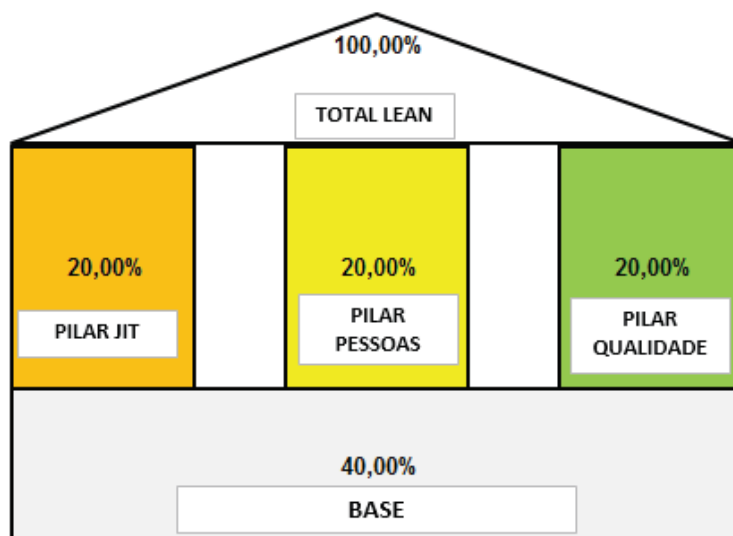 100,00%
TOTAL LEAN
20,00%
PILAR JIT
20,00%
PILAR
PESSOAS
20,00%
PILAR
QUALIDADE
40,00%
BASE